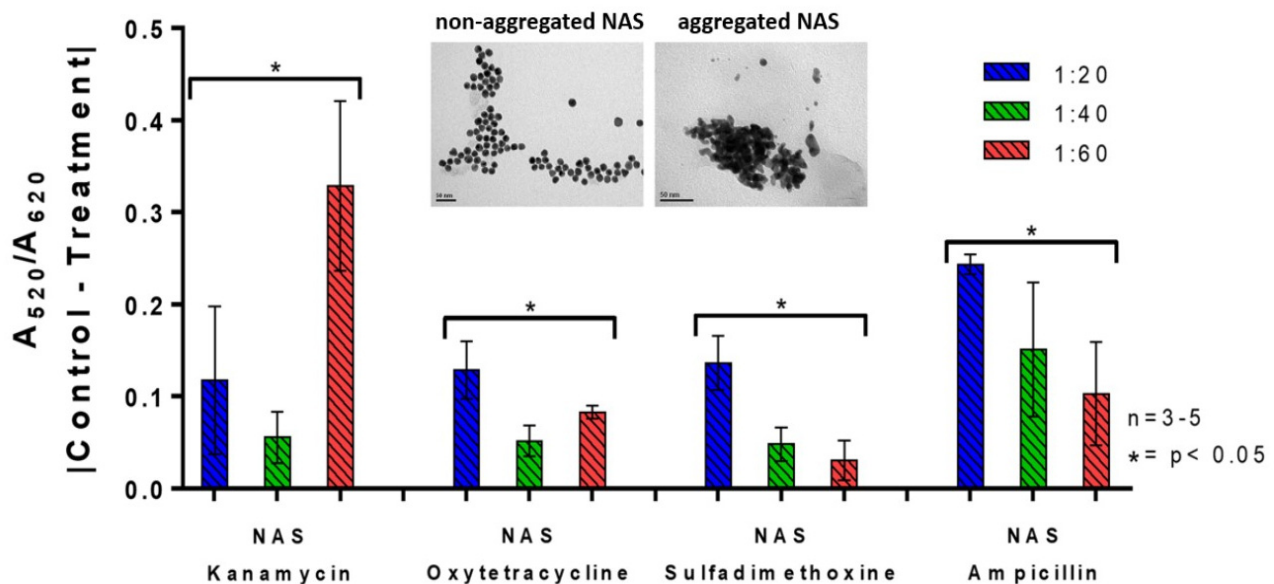 non-aggregated NAS
aggregated NAS
50 nm
A520/A620
|Control - Treatment|
0.5
0.4
0.3
0.2
0.1
0.0
*
*
*
*
1:20
1:40
1:60
n=3-5
*= p< 0.05
NAS
NAS
NAS
NAS
Kanamycin
Oxytetracycline
Sulfadimethoxine
Ampicillin